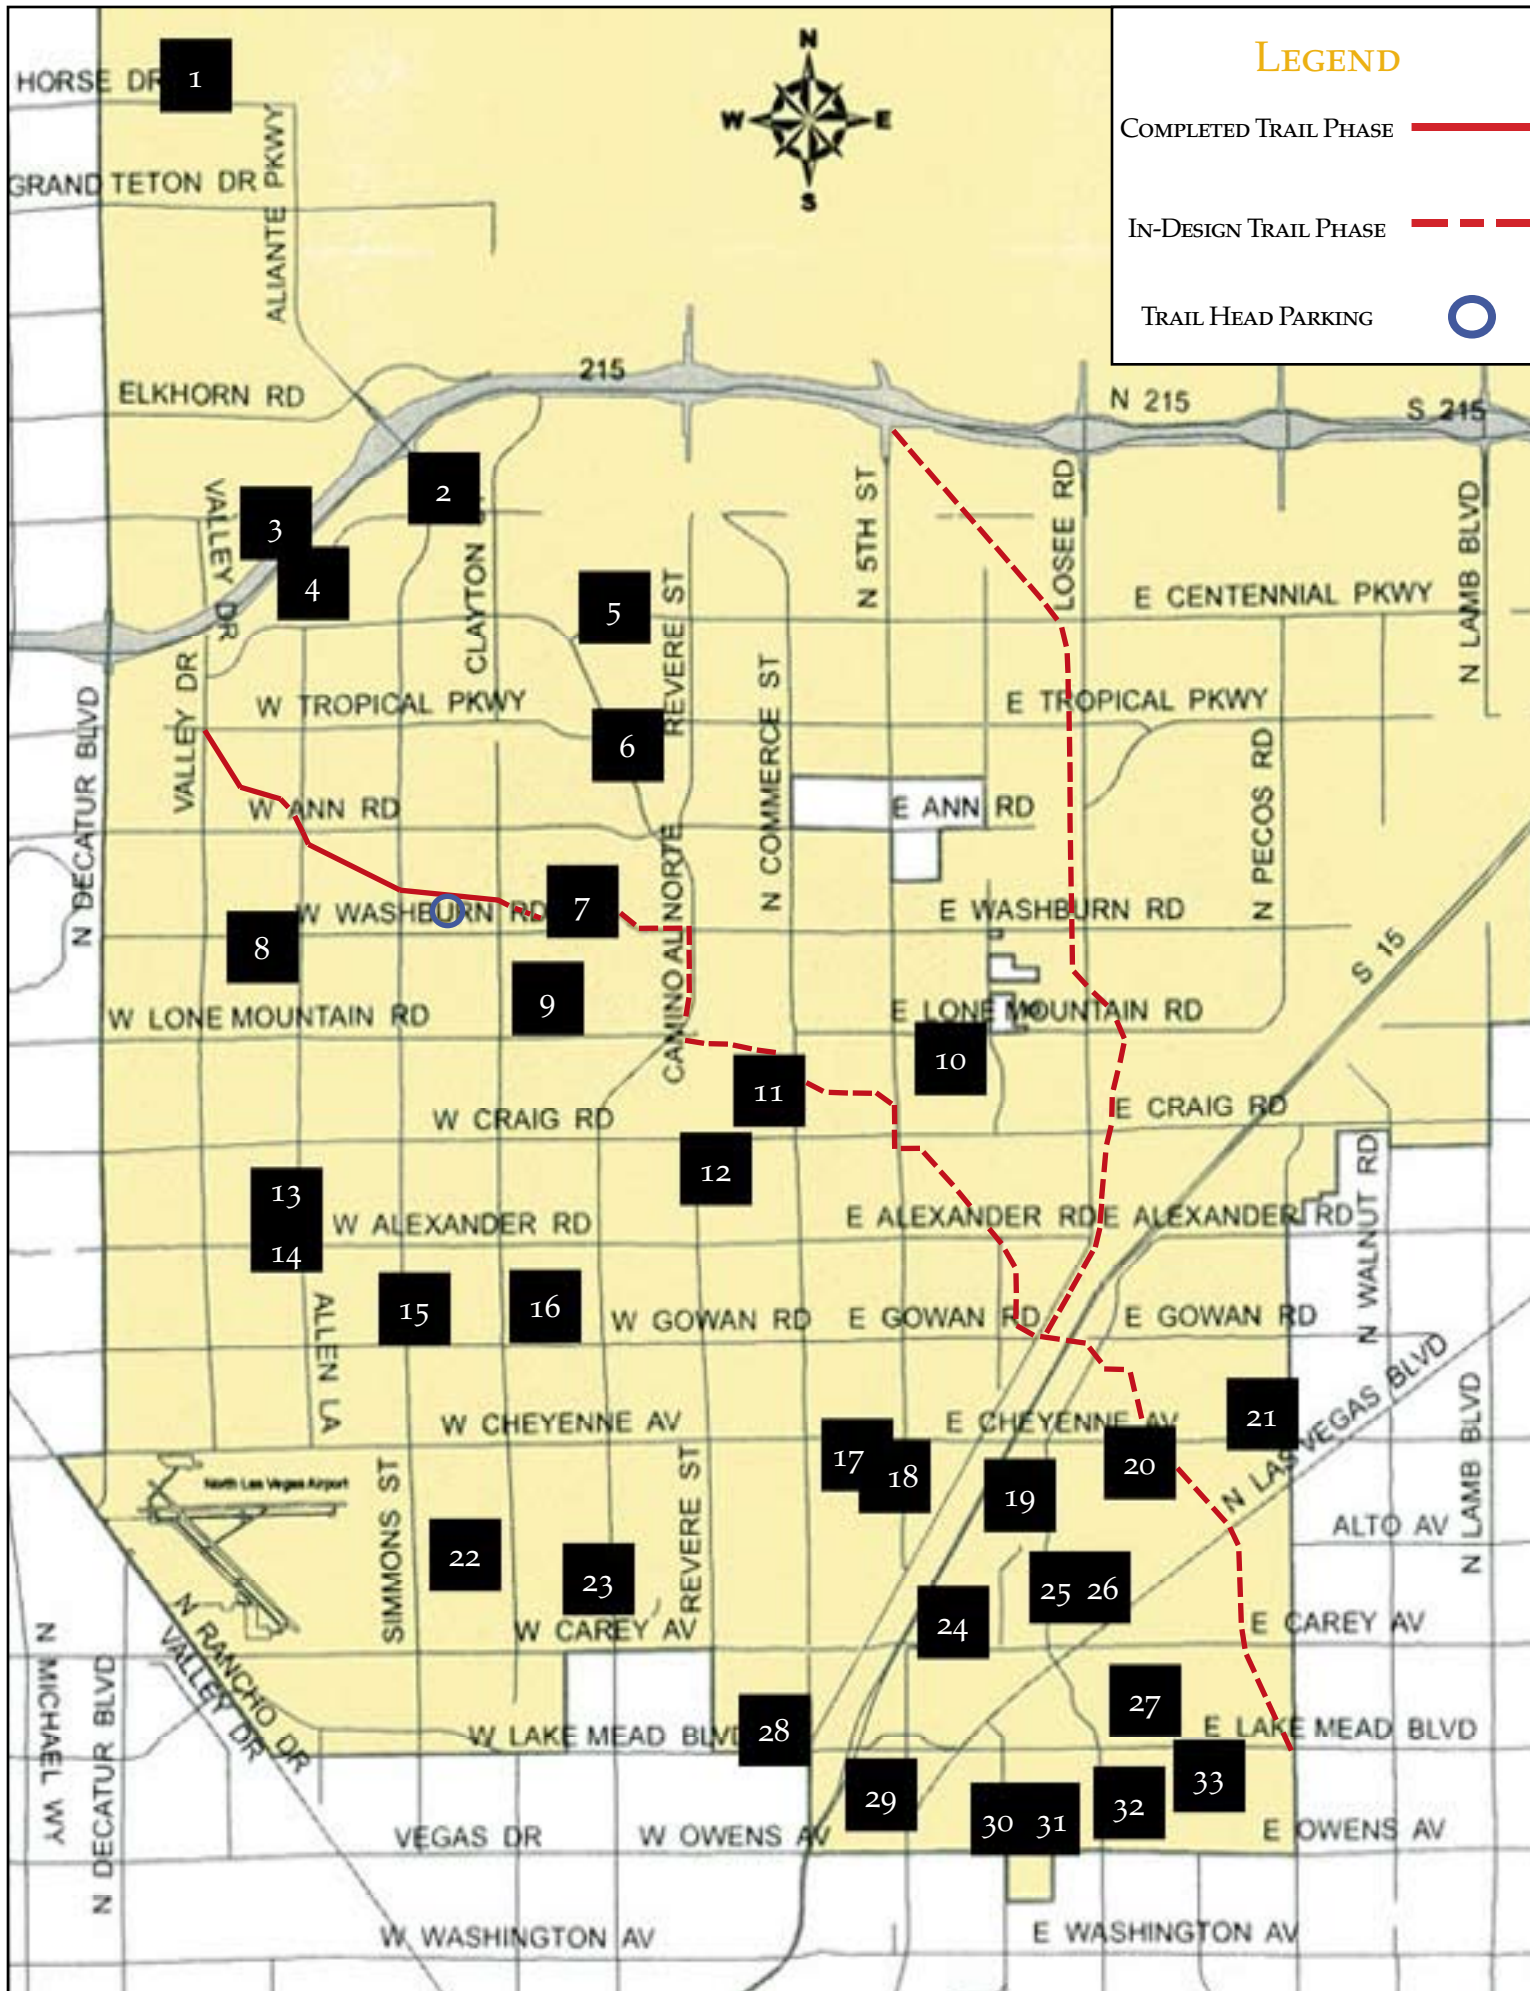 LEGEND
COMPLETED TRAIL PHASE
IN-DESIGN TRAIL PHASE
TRAIL HEAD PARKING
N
W E
S
HORSE DR
1
GRAND TETON DR
ALIANTE PKWY
ELKHORN RD
215
N 215
S 215
2
3
4
VALLEY DR
CLAYTON
5
REVERE ST
N 5TH ST
LOSEE RD
E CENTENNIAL PKWY
N LAMB BLVD
VALLEY DR
W TROPICAL PKWY
6
N COMMERCE ST
E TROPICAL PKWY
N DECATUR BLVD
W ANN RD
E ANN RD
N PECOS RD
CAMINO AL NORTE
W WASHBURN RD
7
E WASHBURN RD
8
9
S 15
W LONE MOUNTAIN RD
E LONE MOUNTAIN RD
10
11
W CRAIG RD
E CRAIG RD
12
N WALNUT RD
13
14
W ALEXANDER RD
E ALEXANDER RD
E ALEXANDER RD
ALLEN LA
15
16
W GOWAN RD
E GOWAN RD
E GOWAN RD
N LAS VEGAS BLVD
W CHEYENNE AV
E CHEYENNE AV
21
17
18
19
20
North Las Vegas Airport
SIMMONS ST
REVERE ST
N LAMB BLVD
ALTO AV
22
23
24
25 26
W CAREY AV
E CAREY AV
N RANCHO DR
VALLEY DR
N MICHAEL WY
N DECATUR BLVD
27
W LAKE MEAD BLVD
28
E LAKE MEAD BLVD
29
30 31
32
33
VEGAS DR
W OWENS AV
E OWENS AV
W WASHINGTON AV
E WASHINGTON AV